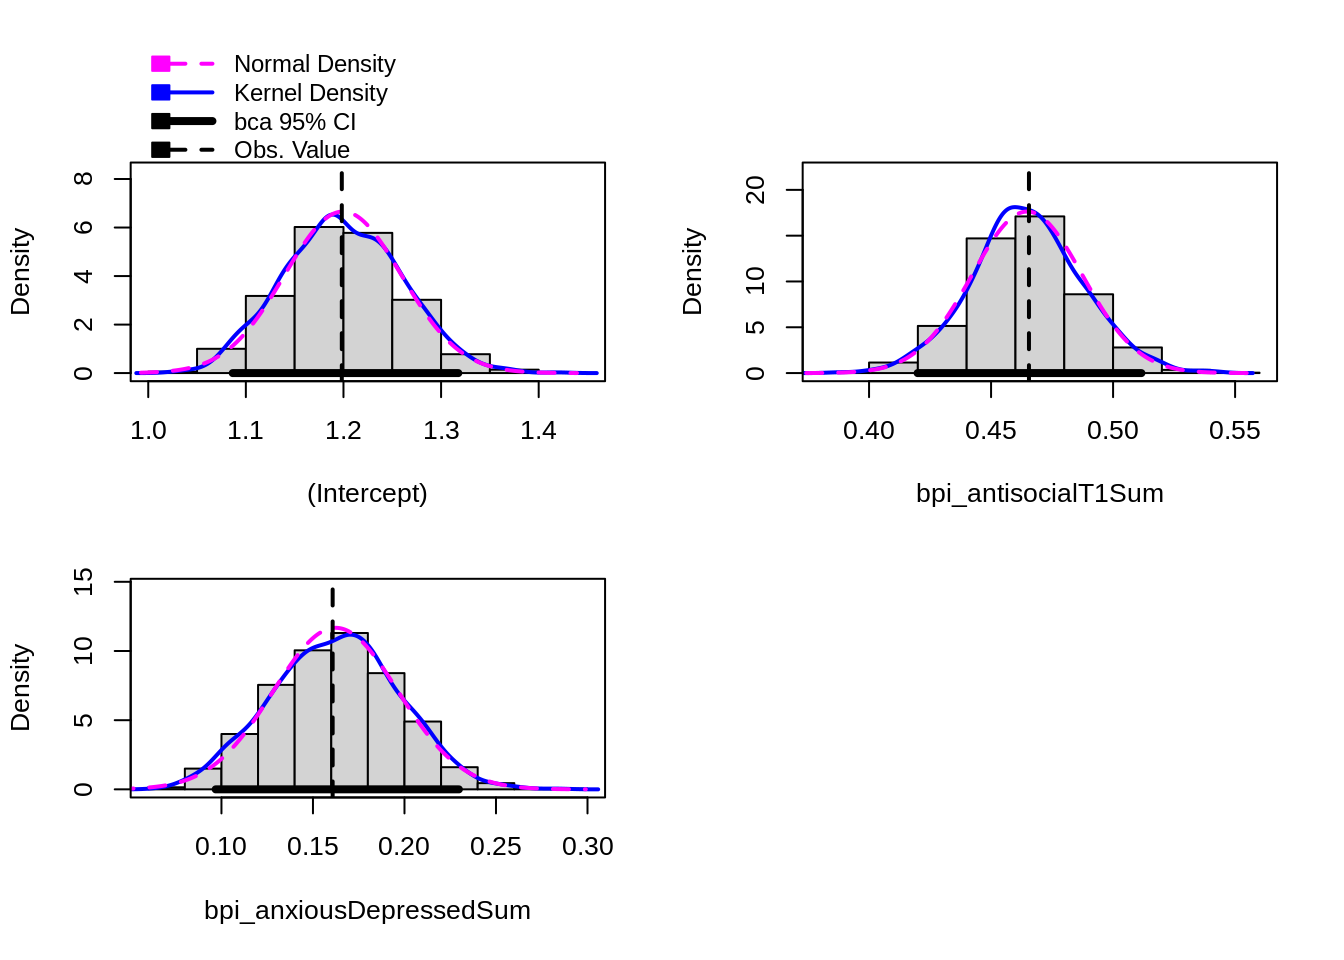 Normal Density
Kernel Density
bca 95% CI
Obs. Value
Density
0 2 4 6 8
1.0 1.1 1.2 1.3 1.4
(Intercept)
Density
0 5 10 20
0.40 0.45 0.50 0.55
bpi_antisocialT1Sum
Density
0 5 10 15
0.10 0.15 0.20 0.25 0.30
bpi_anxiousDepressedSum